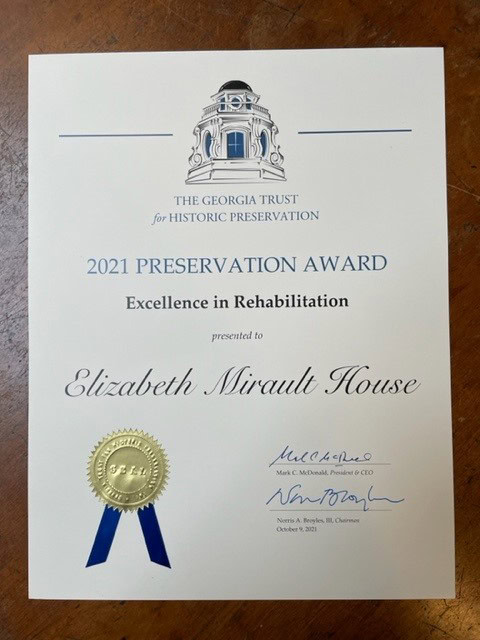 THE GEORGIA TRUST
for HISTORIC PRESERVATION
2021 PRESERVATION AWARD
Excellence in Rehabilitation
presented to
Elizabeth Mirault House
SEAL
Mark C. McDonald, President & CEO
Norris A. Broyles, III, Chairman
October 9, 2021